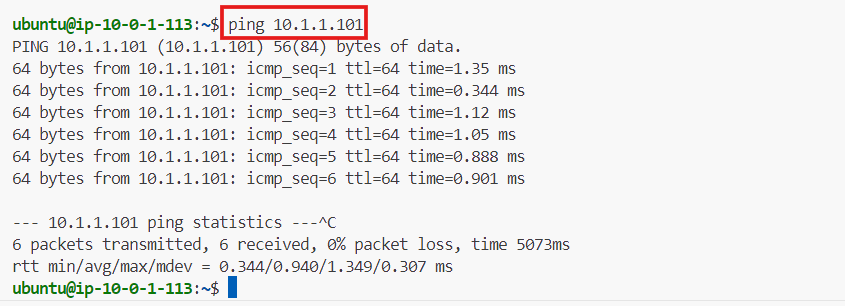 ubuntu@ip-10-0-1-113:~$ ping 10.1.1.101
PING 10.1.1.101 (10.1.1.101) 56(84) bytes of data.
64 bytes from 10.1.1.101: icmp_seq=1 ttl=64 time=1.35 ms
64 bytes from 10.1.1.101: icmp_seq=2 ttl=64 time=0.344 ms
64 bytes from 10.1.1.101: icmp_seq=3 ttl=64 time=1.12 ms
64 bytes from 10.1.1.101: icmp_seq=4 ttl=64 time=1.05 ms
64 bytes from 10.1.1.101: icmp_seq=5 ttl=64 time=0.888 ms
64 bytes from 10.1.1.101: icmp_seq=6 ttl=64 time=0.901 ms
--- 10.1.1.101 ping statistics ---^C
6 packets transmitted, 6 received, 0% packet loss, time 5073ms
rtt min/avg/max/mdev = 0.344/0.940/1.349/0.307 ms
ubuntu@ip-10-0-1-113:~$